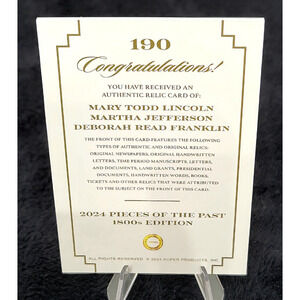 190
Congratulations!
YOU HAVE RECEIVED AN
AUTHENTIC RELIC CARD OF:
MARY TODD LINCOLN
MARTHA JEFFERSON
DEBORAH READ FRANKLIN
THE FRONT OF THIS CARD FEATURES THE FOLLOWING
TYPES OF AUTHENTIC AND ORIGINAL RELICS:
ORIGINAL NEWSPAPERS, ORIGINAL HANDWRITTEN
LETTERS, TIME PERIOD MANUSCRIPTS, LETTERS,
AND DOCUMENTS, LAND GRANTS, PRESIDENTIAL
DOCUMENTS, HANDWRITTEN WORDS, BOOKS,
TICKETS AND OTHER RELICS THAT WERE ATTRIBUTED
TO THE SUBJECT ON THE FRONT OF THIS CARD.
2024 PIECES OF THE PAST
1800s EDITION
ALL RIGHTS RESERVED. © 2024 SUPER PRODUCTS, INC.